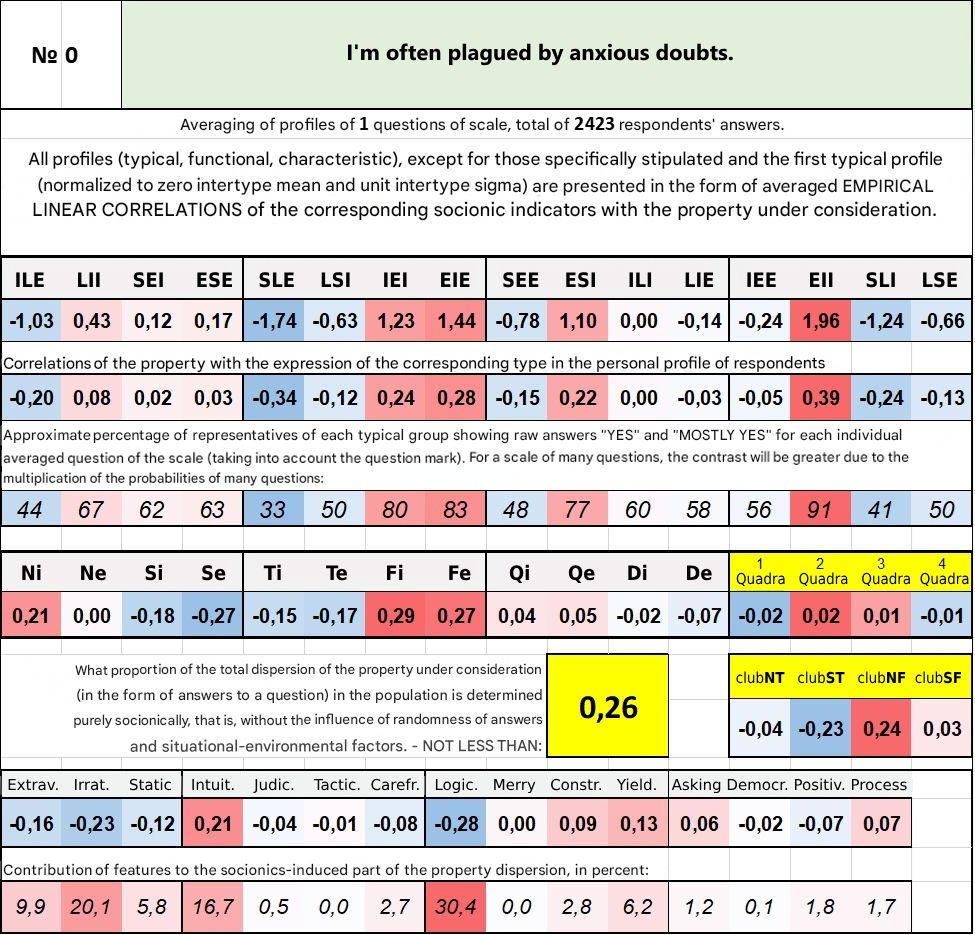 № 0
I'm often plagued by anxious doubts.
Averaging of profiles of 1 questions of scale, total of 2423 respondents' answers.
All profiles (typical, functional, characteristic), except for those specifically stipulated and the first typical profile
(normalized to zero intertype mean and unit intertype sigma) are presented in the form of averaged EMPIRICAL
LINEAR CORRELATIONS of the corresponding socionic indicators with the property under consideration.
ILE LII SEI ESE SLE LSI IEI EIE SEE ESI ILI LIE IEE EII SLI LSE
-1,03 0,43 0,12 0,17 -1,74 -0,63 1,23 1,44 -0,78 1,10 0,00 -0,14 -0,24 1,96 -1,24 -0,66
Correlations of the property with the expression of the corresponding type in the personal profile of respondents
-0,20 0,08 0,02 0,03 -0,34 -0,12 0,24 0,28 -0,15 0,22 0,00 -0,03 -0,05 0,39 -0,24 -0,13
Approximate percentage of representatives of each typical group showing raw answers "YES" and "MOSTLY YES" for each individual
averaged question of the scale (taking into account the question mark). For a scale of many questions, the contrast will be greater due to the
multiplication of the probabilities of many questions:
44 67 62 63 33 50 80 83 48 77 60 58 56 91 41 50
Ni Ne Si Se Ti Te Fi Fe Qi Qe Di De 1 Quadra 2 Quadra 3 Quadra 4 Quadra
0,21 0,00 -0,18 -0,27 -0,15 -0,17 0,29 0,27 0,04 0,05 -0,02 -0,07 -0,02 0,02 0,01 -0,01
What proportion of the total dispersion of the property under consideration
(in the form of answers to a question) in the population is determined
purely socionically, that is, without the influence of randomness of answers
and situational-environmental factors. - NOT LESS THAN:
0,26
clubNT clubST clubNF clubSF
-0,04 -0,23 0,24 0,03
Extrav. Irrat. Static Intuit. Judic. Tactic. Carefr. Logic. Merry Constr. Yield. Asking Democr. Positiv. Process
-0,16 -0,23 -0,12 0,21 -0,04 -0,01 -0,08 -0,28 0,00 0,09 0,13 0,06 -0,02 -0,07 0,07
Contribution of features to the socionics-induced part of the property dispersion, in percent:
9,9 20,1 5,8 16,7 0,5 0,0 2,7 30,4 0,0 2,8 6,2 1,2 0,1 1,8 1,7